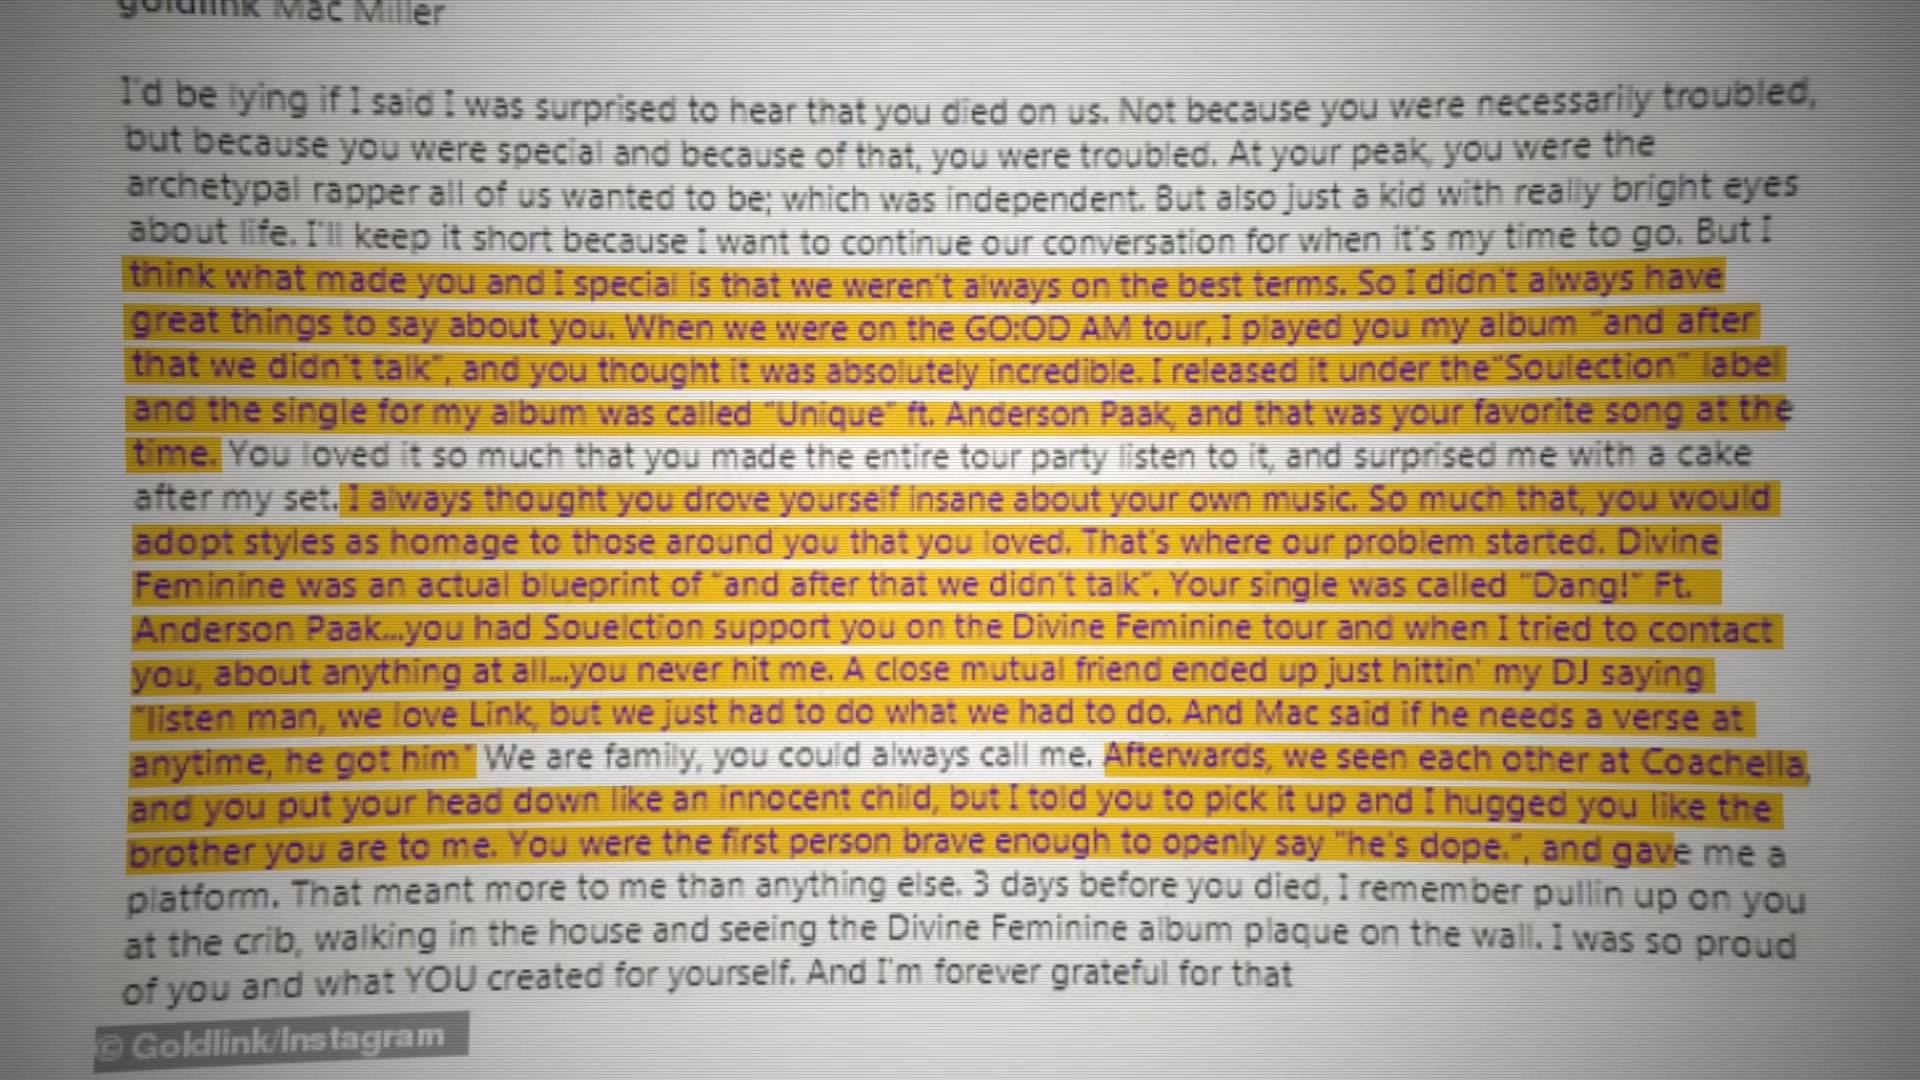 goldlink Mac Miller
I'd be lying if I said I was surprised to hear that you died on us. Not because you were necessarily troubled,
but because you were special and because of that, you were troubled. At your peak, you were the
archetypal rapper all of us wanted to be; which was independent. But also just a kid with really bright eyes
about life. I'll keep it short because I want to continue our conversation for when it's my time to go. But I
think what made you and I special is that we weren't always on the best terms. So I didn't always have
great things to say about you. When we were on the GO:OD AM tour, I played you my album "and after
that we didn't talk", and you thought it was absolutely incredible. I released it under the"Soulection" label
and the single for my album was called "Unique" ft. Anderson Paak, and that was your favorite song at the
time. You loved it so much that you made the entire tour party listen to it, and surprised me with a cake
after my set. I always thought you drove yourself insane about your own music. So much that, you would
adopt styles as homage to those around you that you loved. That's where our problem started. Divine
Feminine was an actual blueprint of "and after that we didn't talk". Your single was called "Dang!" Ft.
Anderson Paak...you had Souelction support you on the Divine Feminine tour and when I tried to contact
you, about anything at all...you never hit me. A close mutual friend ended up just hittin' my DJ saying
"listen man, we love Link, but we just had to do what we had to do. And Mac said if he needs a verse at
anytime, he got him" We are family, you could always call me. Afterwards, we seen each other at Coachella,
and you put your head down like an innocent child, but I told you to pick it up and I hugged you like the
brother you are to me. You were the first person brave enough to openly say "he's dope.", and gave me a
platform. That meant more to me than anything else. 3 days before you died, I remember pullin up on you
at the crib, walking in the house and seeing the Divine Feminine album plaque on the wall. I was so proud
of you and what YOU created for yourself. And I'm forever grateful for that
© Goldlink/Instagram